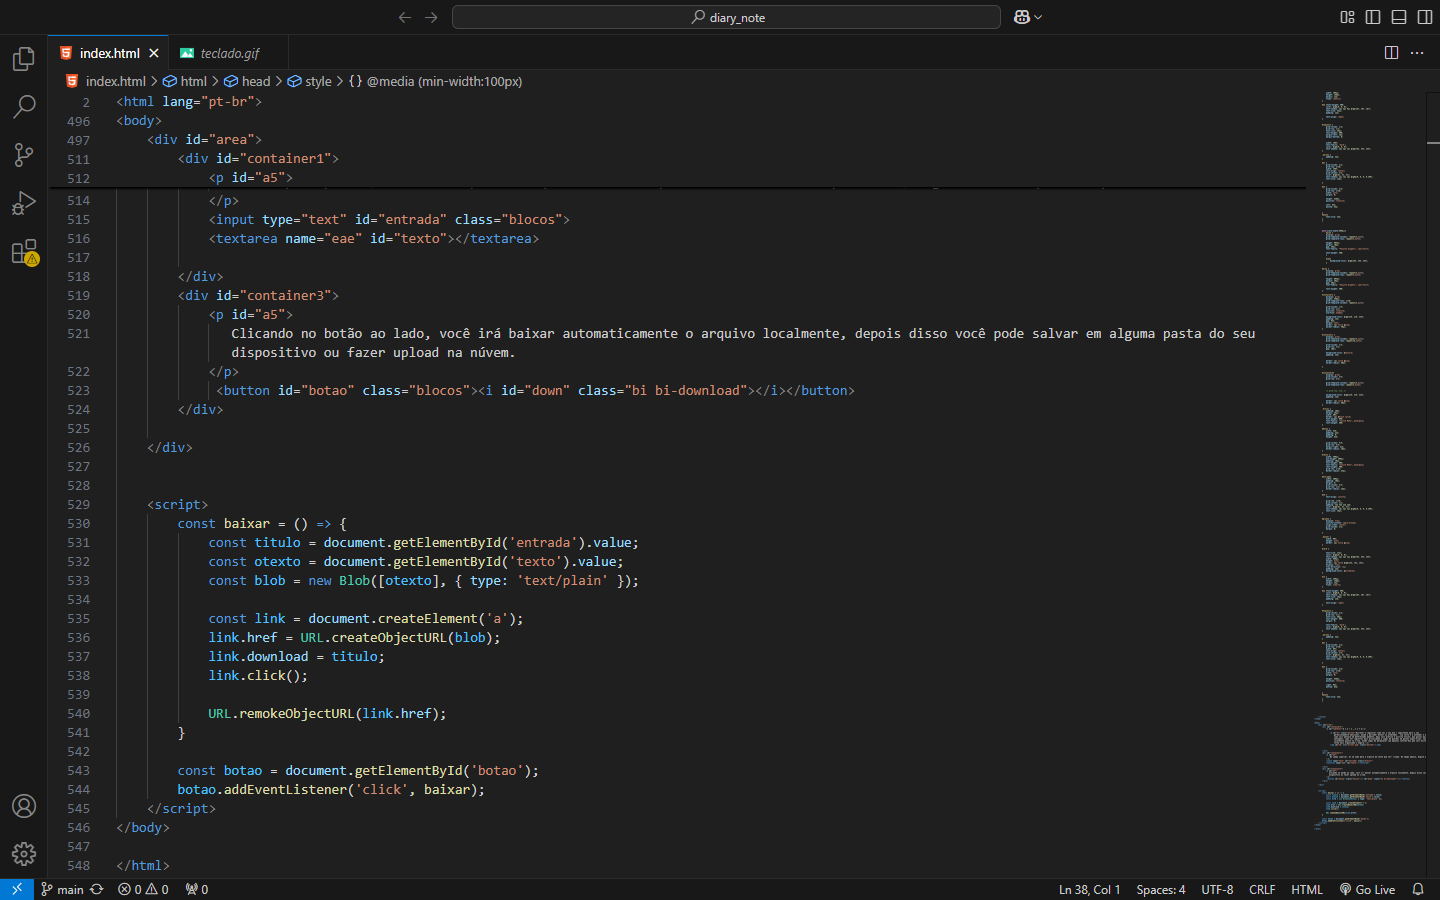 diary_note
index.html
teclado.gif
index.html > html > head > style > {} @media (min-width:100px)
2 <html lang="pt-br">
496 <body>
497 <div id="area">
511 <div id="container1">
512 <p id="a5">
514 </p>
515 <input type="text" id="entrada" class="blocos">
516 <textarea name="eae" id="texto"></textarea>
517
518 </div>
519 <div id="container3">
520 <p id="a5">
521 Clicando no botão ao lado, você irá baixar automaticamente o arquivo localmente, depois disso você pode salvar em alguma pasta do seu
dispositivo ou fazer upload na núvem.
522 </p>
523 <button id="botao" class="blocos"><i id="down" class="bi bi-download"></i></button>
524 </div>
525
526 </div>
527
528
529 <script>
530 const baixar = () => {
531 const titulo = document.getElementById('entrada').value;
532 const otexto = document.getElementById('texto').value;
533 const blob = new Blob([otexto], { type: 'text/plain' });
534
535 const link = document.createElement('a');
536 link.href = URL.createObjectURL(blob);
537 link.download = titulo;
538 link.click();
539
540 URL.remokeObjectURL(link.href);
541 }
542
543 const botao = document.getElementById('botao');
544 botao.addEventListener('click', baixar);
545 </script>
546 </body>
547
548 </html>
main 0 0 0 Ln 38, Col 1 Spaces: 4 UTF-8 CRLF HTML Go Live